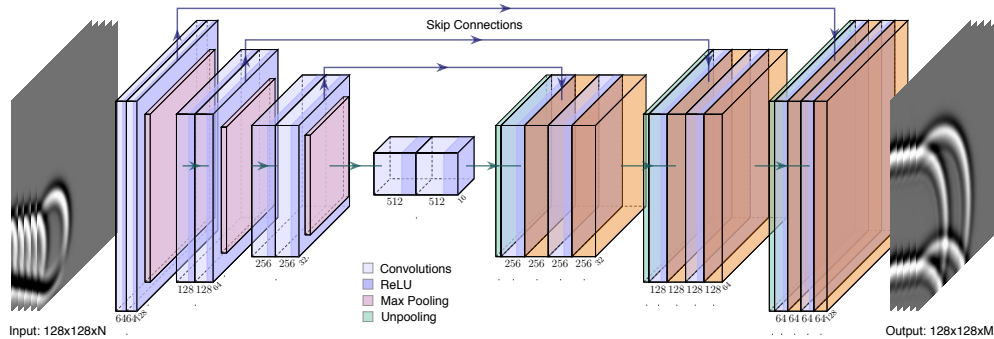 Skip Connections
64 64 128
128 128 64
256 256 32
512 512 16
256 256 256 256 32
128 128 128 128 64
64 64 64 64 128
Convolutions
ReLU
Max Pooling
Unpooling
Input: 128x128xN
Output: 128x128xM